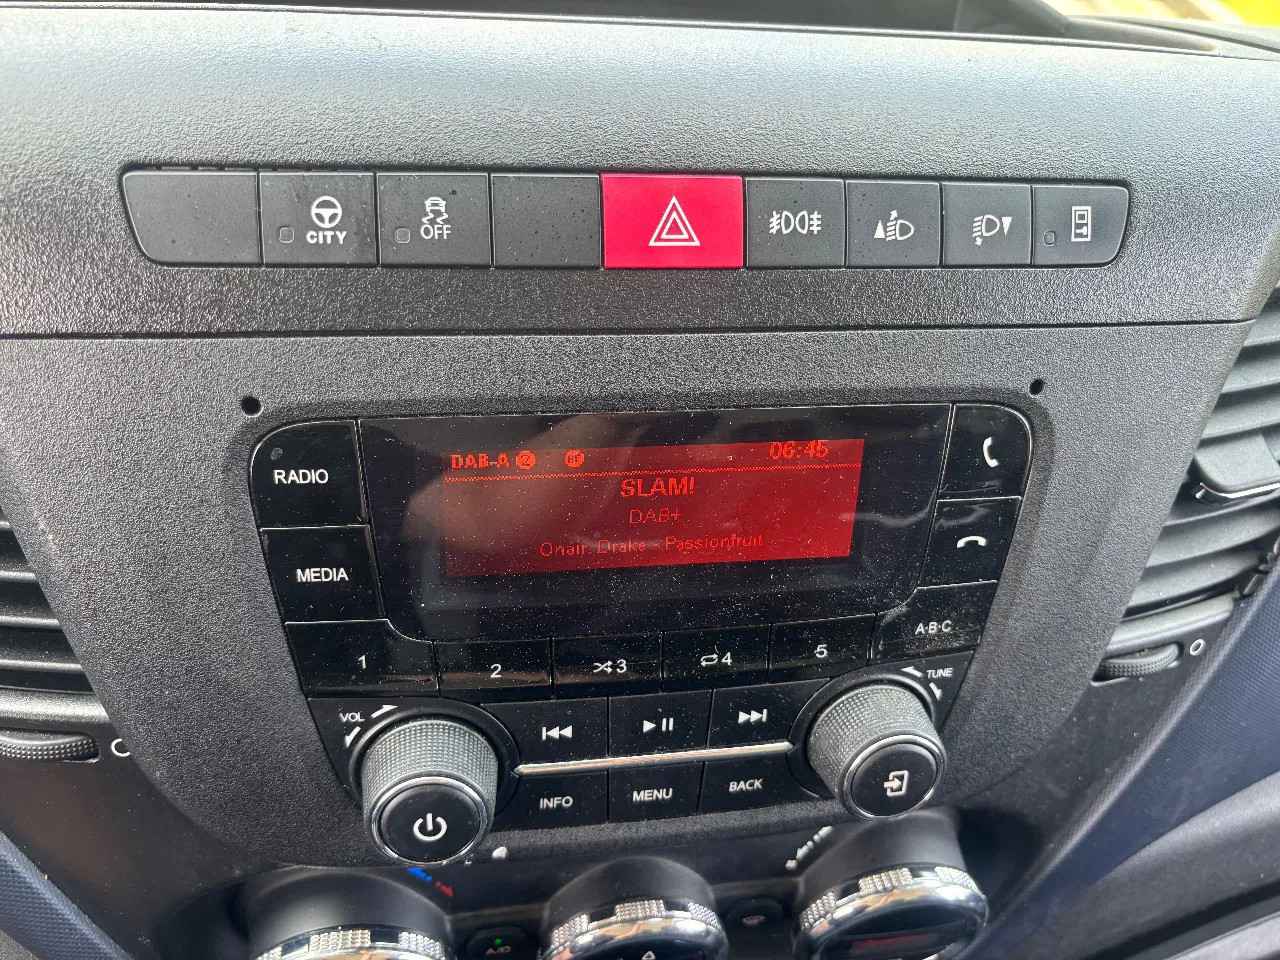 CITY
OFF
RADIO
DAB-A 06:45
SLAM!
DAB+
Onair: Drake - Passionfruit
MEDIA
1
2
3
4
5
A·B·C
VOL
TUNE
INFO
MENU
BACK
A/C